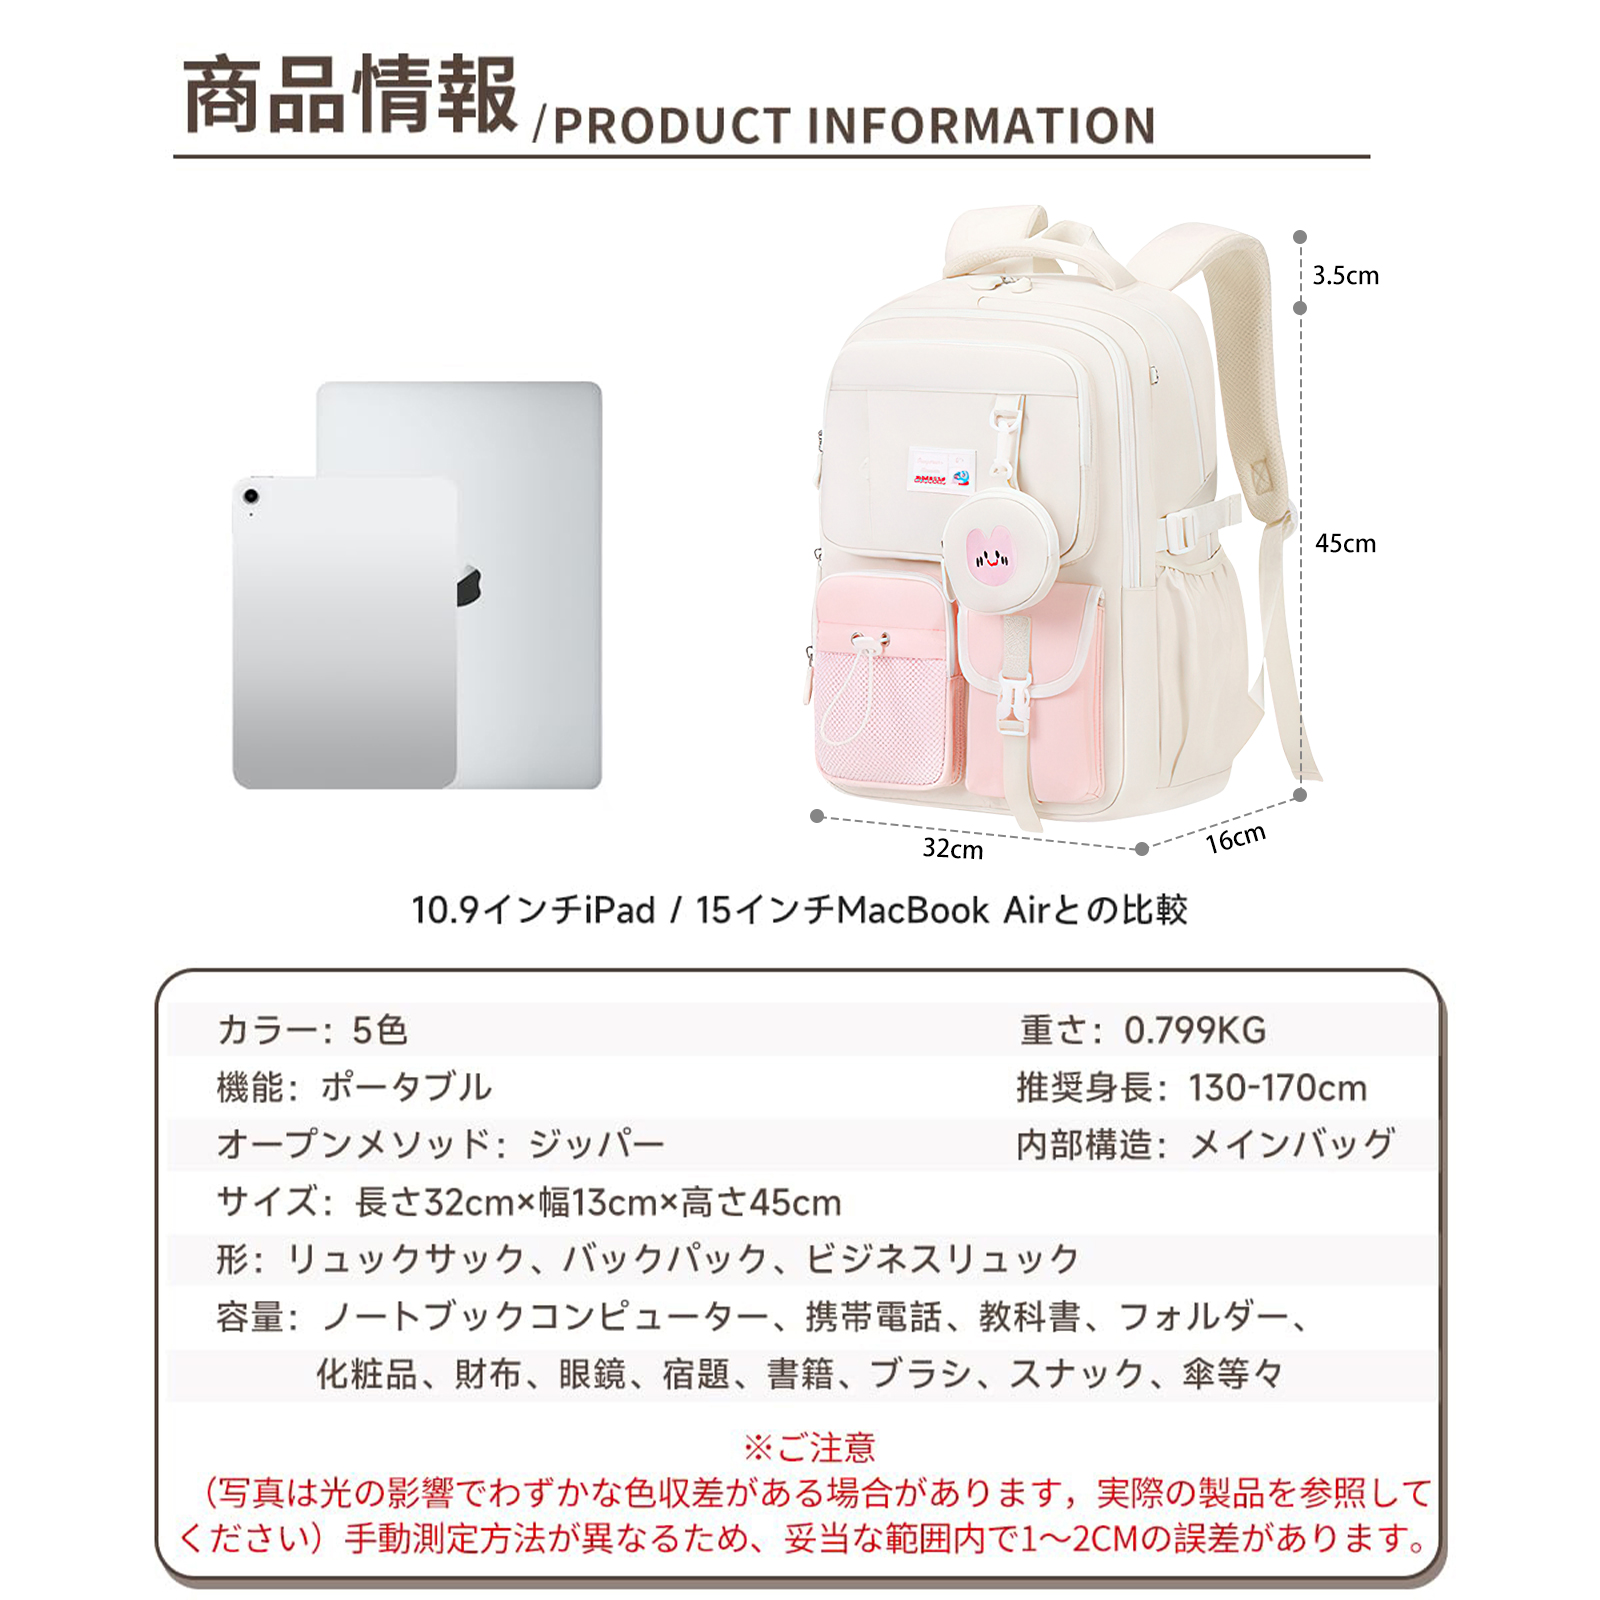 商品情報 /PRODUCT INFORMATION
3.5cm
45cm
32cm
16cm
10.9インチiPad / 15インチMacBook Airとの比較
カラー：5色 重さ：0.799KG
機能：ポータブル 推奨身長：130-170cm
オープンメソッド：ジッパー 内部構造：メインバッグ
サイズ：長さ32cm×幅13cm×高さ45cm
形：リュックサック、バックパック、ビジネスリュック
容量：ノートブックコンピューター、携帯電話、教科書、フォルダー、
化粧品、財布、眼鏡、宿題、書籍、ブラシ、スナック、傘等々
※ご注意
（写真は光の影響でわずかな色収差がある場合があります，実際の製品を参照して
ください）手動測定方法が異なるため、妥当な範囲内で1～2CMの誤差があります。